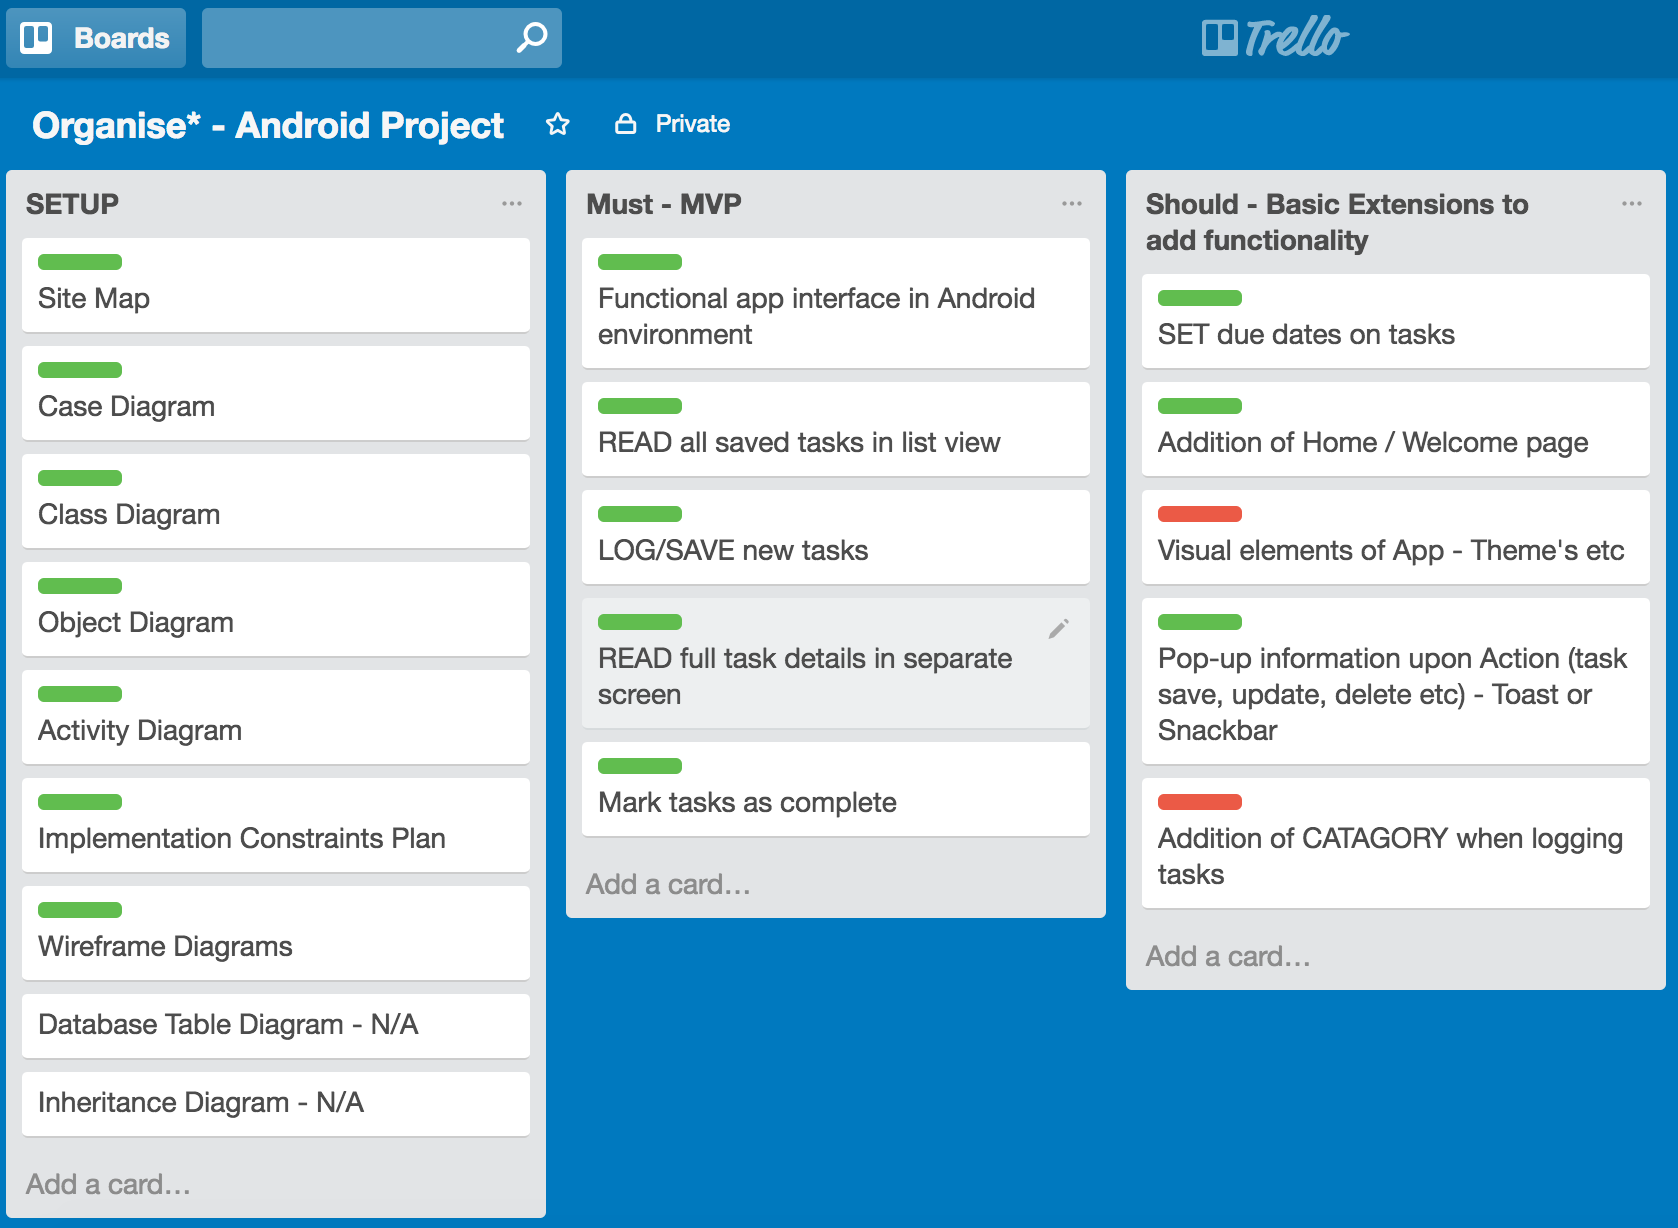 Boards
Trello
Organise* - Android Project
Private
SETUP
Site Map
Case Diagram
Class Diagram
Object Diagram
Activity Diagram
Implementation Constraints Plan
Wireframe Diagrams
Database Table Diagram - N/A
Inheritance Diagram - N/A
Add a card...
Must - MVP
Functional app interface in Android
environment
READ all saved tasks in list view
LOG/SAVE new tasks
READ full task details in separate
screen
Mark tasks as complete
Add a card...
Should - Basic Extensions to
add functionality
SET due dates on tasks
Addition of Home / Welcome page
Visual elements of App - Theme's etc
Pop-up information upon Action (task
save, update, delete etc) - Toast or
Snackbar
Addition of CATAGORY when logging
tasks
Add a card...